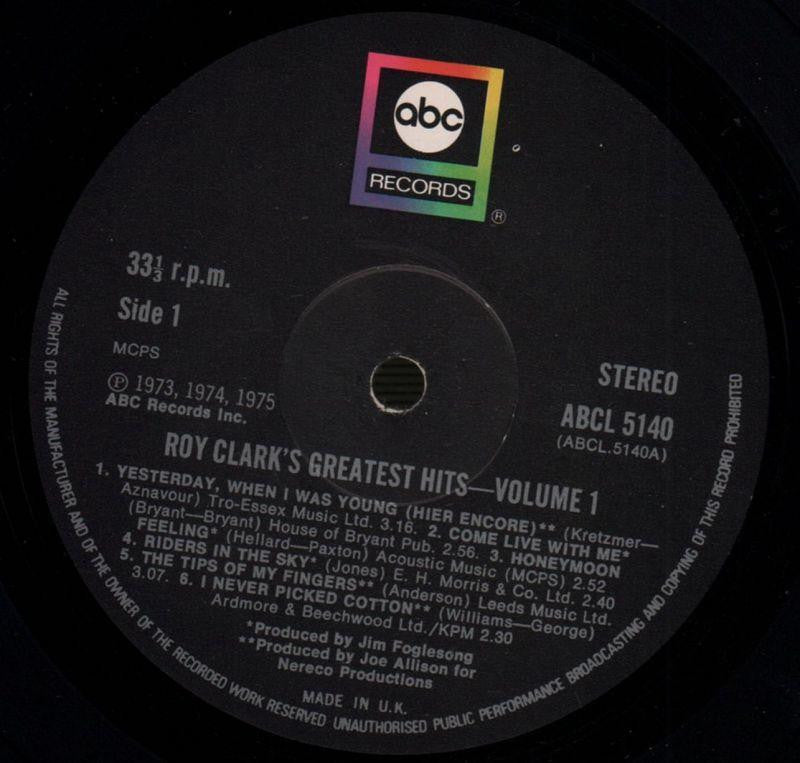 abc
RECORDS
®
33⅓ r.p.m.
Side 1
MCPS
Ⓟ 1973, 1974, 1975
ABC Records Inc.
STEREO
ABCL 5140
(ABCL.5140A)
ROY CLARK'S GREATEST HITS—VOLUME 1
1. YESTERDAY, WHEN I WAS YOUNG (HIER ENCORE)** (Kretzmer—
Aznavour) Tro-Essex Music Ltd. 3.16. 2. COME LIVE WITH ME*
(Bryant—Bryant) House of Bryant Pub. 2.56. 3. HONEYMOON
FEELING* (Hellard—Paxton) Acoustic Music (MCPS) 2.52
4. RIDERS IN THE SKY* (Jones) E. H. Morris & Co. Ltd. 2.40
5. THE TIPS OF MY FINGERS** (Anderson) Leeds Music Ltd.
3.07. 6. I NEVER PICKED COTTON** (Williams—George)
Ardmore & Beechwood Ltd./KPM 2.30
*Produced by Jim Foglesong
**Produced by Joe Allison for
Nereco Productions
MADE IN U.K.
ALL RIGHTS OF THE MANUFACTURER AND OF THE OWNER OF THE RECORDED WORK RESERVED UNAUTHORISED PUBLIC PERFORMANCE BROADCASTING AND COPYING OF THIS RECORD PROHIBITED